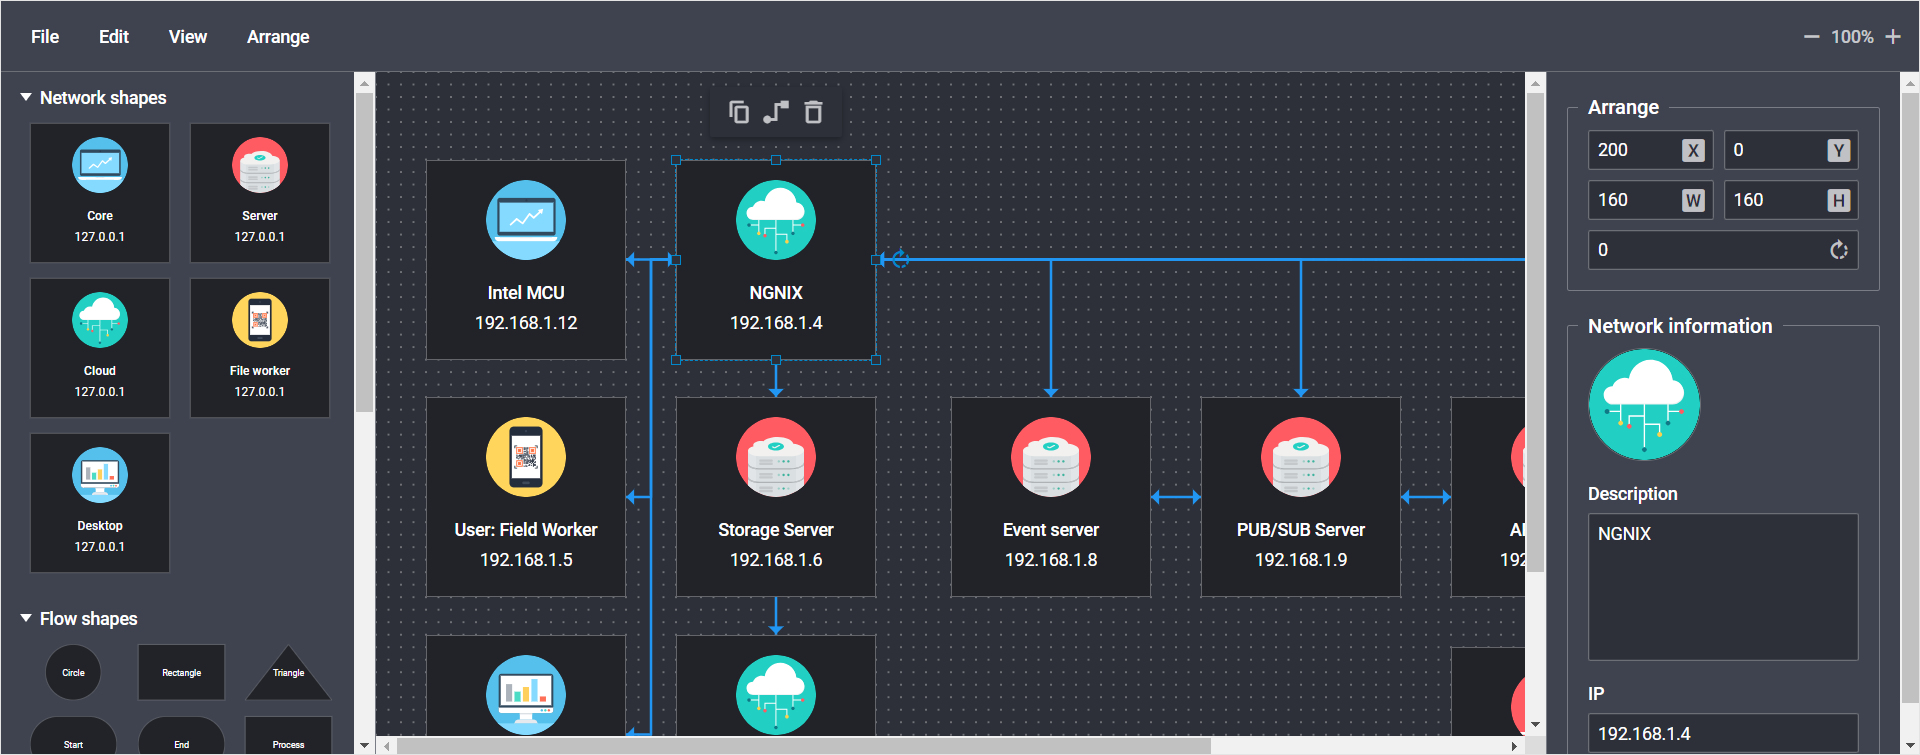 File Edit View Arrange
100%
Network shapes
Core
127.0.0.1
Server
127.0.0.1
Cloud
127.0.0.1
File worker
127.0.0.1
Desktop
127.0.0.1
Flow shapes
Circle
Rectangle
Triangle
Start
End
Process
Intel MCU
192.168.1.12
NGNIX
192.168.1.4
User: Field Worker
192.168.1.5
Storage Server
192.168.1.6
Event server
192.168.1.8
PUB/SUB Server
192.168.1.9
Arrange
200 X
0 Y
160 W
160 H
0
Network information
Description
NGNIX
IP
192.168.1.4